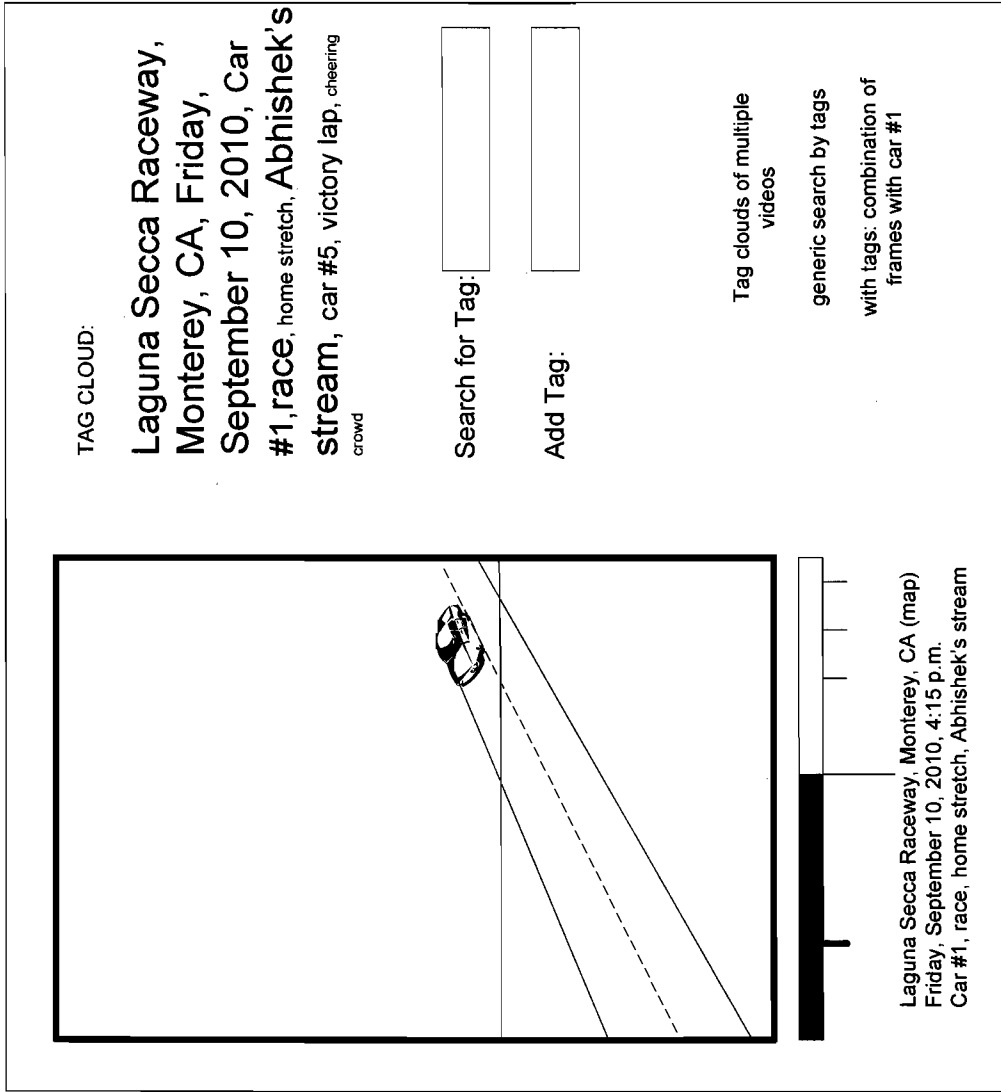 TAG CLOUD:
Laguna Secca Raceway,
Monterey, CA, Friday,
September 10, 2010, Car
#1,race, home stretch, Abhishek's
stream, car #5, victory lap, cheering
crowd
Search for Tag:
Add Tag:
Tag clouds of multiple
videos
generic search by tags
with tags: combination of
frames with car #1
Laguna Secca Raceway, Monterey, CA (map)
Friday, September 10, 2010, 4:15 p.m.
Car #1, race, home stretch, Abhishek's stream